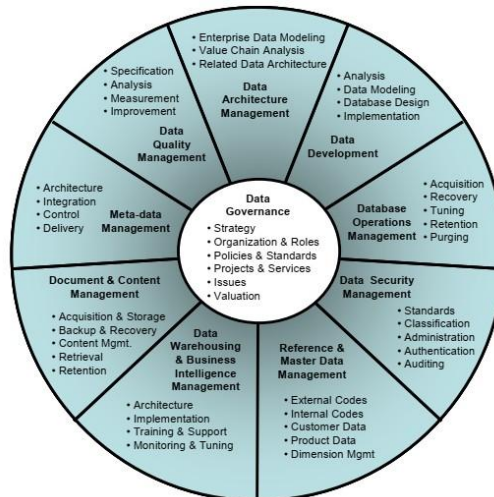 • Enterprise Data Modeling
• Value Chain Analysis
• Related Data Architecture
Data
Architecture
Management
• Analysis
• Data Modeling
• Database Design
• Implementation
Data
Development
• Acquisition
• Recovery
• Tuning
• Retention
• Purging
Database
Operations
Management
Data Security
Management
• Standards
• Classification
• Administration
• Authentication
• Auditing
Reference &
Master Data
Management
• External Codes
• Internal Codes
• Customer Data
• Product Data
• Dimension Mgmt
Data
Warehousing
& Business
Intelligence
Management
• Architecture
• Implementation
• Training & Support
• Monitoring & Tuning
Document & Content
Management
• Acquisition & Storage
• Backup & Recovery
• Content Mgmt.
• Retrieval
• Retention
• Architecture
• Integration
• Control
• Delivery
Meta-data
Management
• Specification
• Analysis
• Measurement
• Improvement
Data
Quality
Management
Data
Governance
• Strategy
• Organization & Roles
• Policies & Standards
• Projects & Services
• Issues
• Valuation